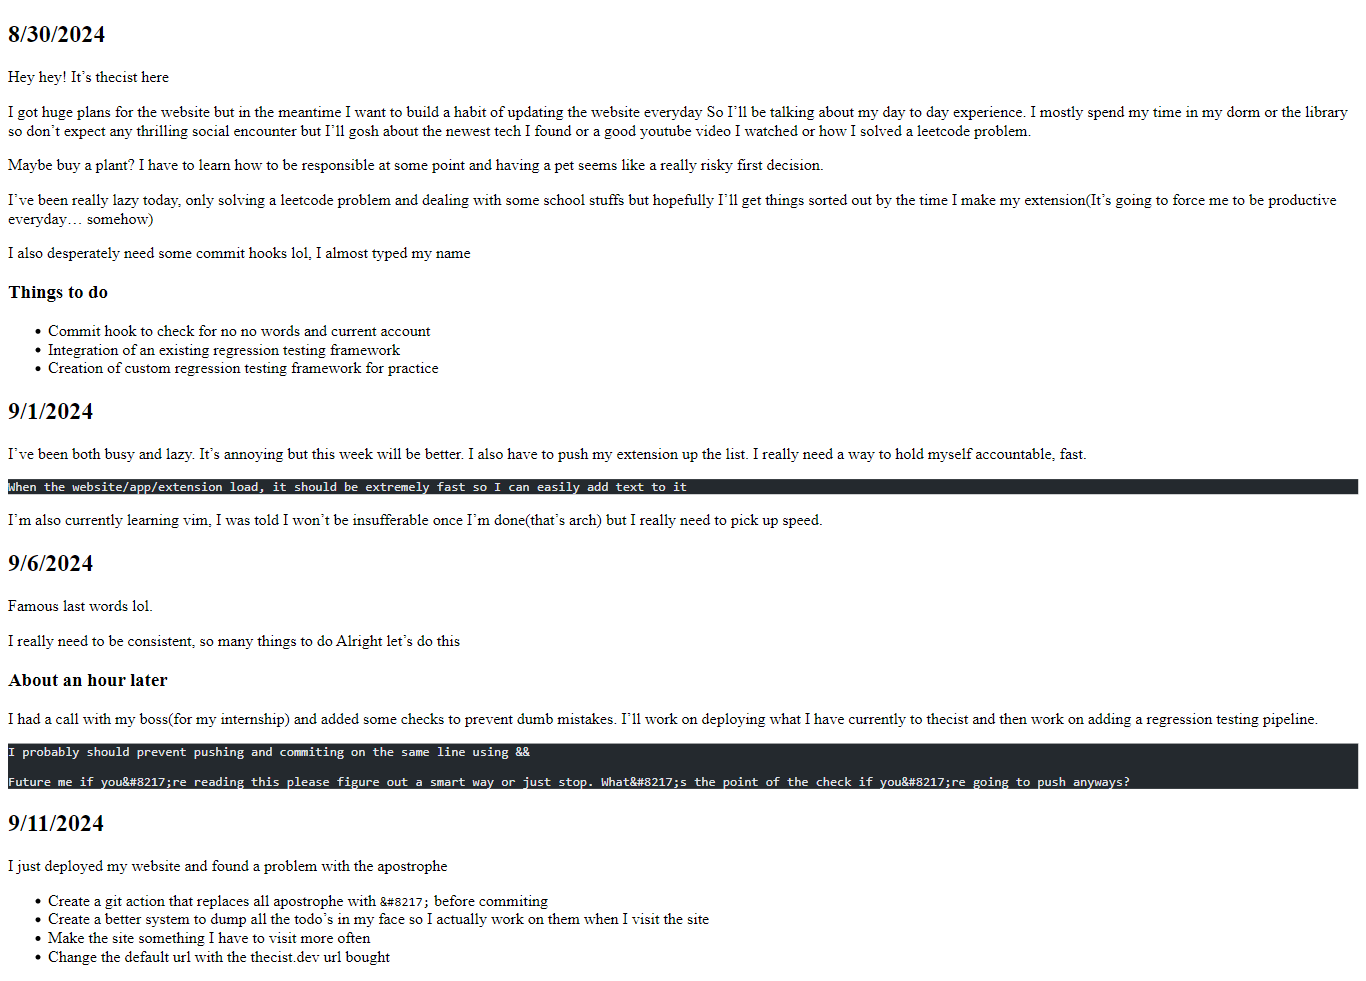 8/30/2024
Hey hey! It’s thecist here
I got huge plans for the website but in the meantime I want to build a habit of updating the website everyday So I’ll be talking about my day to day experience. I mostly spend my time in my dorm or the library
so don’t expect any thrilling social encounter but I’ll gosh about the newest tech I found or a good youtube video I watched or how I solved a leetcode problem.
Maybe buy a plant? I have to learn how to be responsible at some point and having a pet seems like a really risky first decision.
I’ve been really lazy today, only solving a leetcode problem and dealing with some school stuffs but hopefully I’ll get things sorted out by the time I make my extension(It’s going to force me to be productive
everyday… somehow)
I also desperately need some commit hooks lol, I almost typed my name
Things to do
• Commit hook to check for no no words and current account
• Integration of an existing regression testing framework
• Creation of custom regression testing framework for practice
9/1/2024
I’ve been both busy and lazy. It’s annoying but this week will be better. I also have to push my extension up the list. I really need a way to hold myself accountable, fast.
When the website/app/extension load, it should be extremely fast so I can easily add text to it
I’m also currently learning vim, I was told I won’t be insufferable once I’m done(that’s arch) but I really need to pick up speed.
9/6/2024
Famous last words lol.
I really need to be consistent, so many things to do Alright let’s do this
About an hour later
I had a call with my boss(for my internship) and added some checks to prevent dumb mistakes. I’ll work on deploying what I have currently to thecist and then work on adding a regression testing pipeline.
I probably should prevent pushing and commiting on the same line using &&
Future me if you&#8217;re reading this please figure out a smart way or just stop. What&#8217;s the point of the check if you&#8217;re going to push anyways?
9/11/2024
I just deployed my website and found a problem with the apostrophe
• Create a git action that replaces all apostrophe with &#8217; before commiting
• Create a better system to dump all the todo’s in my face so I actually work on them when I visit the site
• Make the site something I have to visit more often
• Change the default url with the thecist.dev url bought